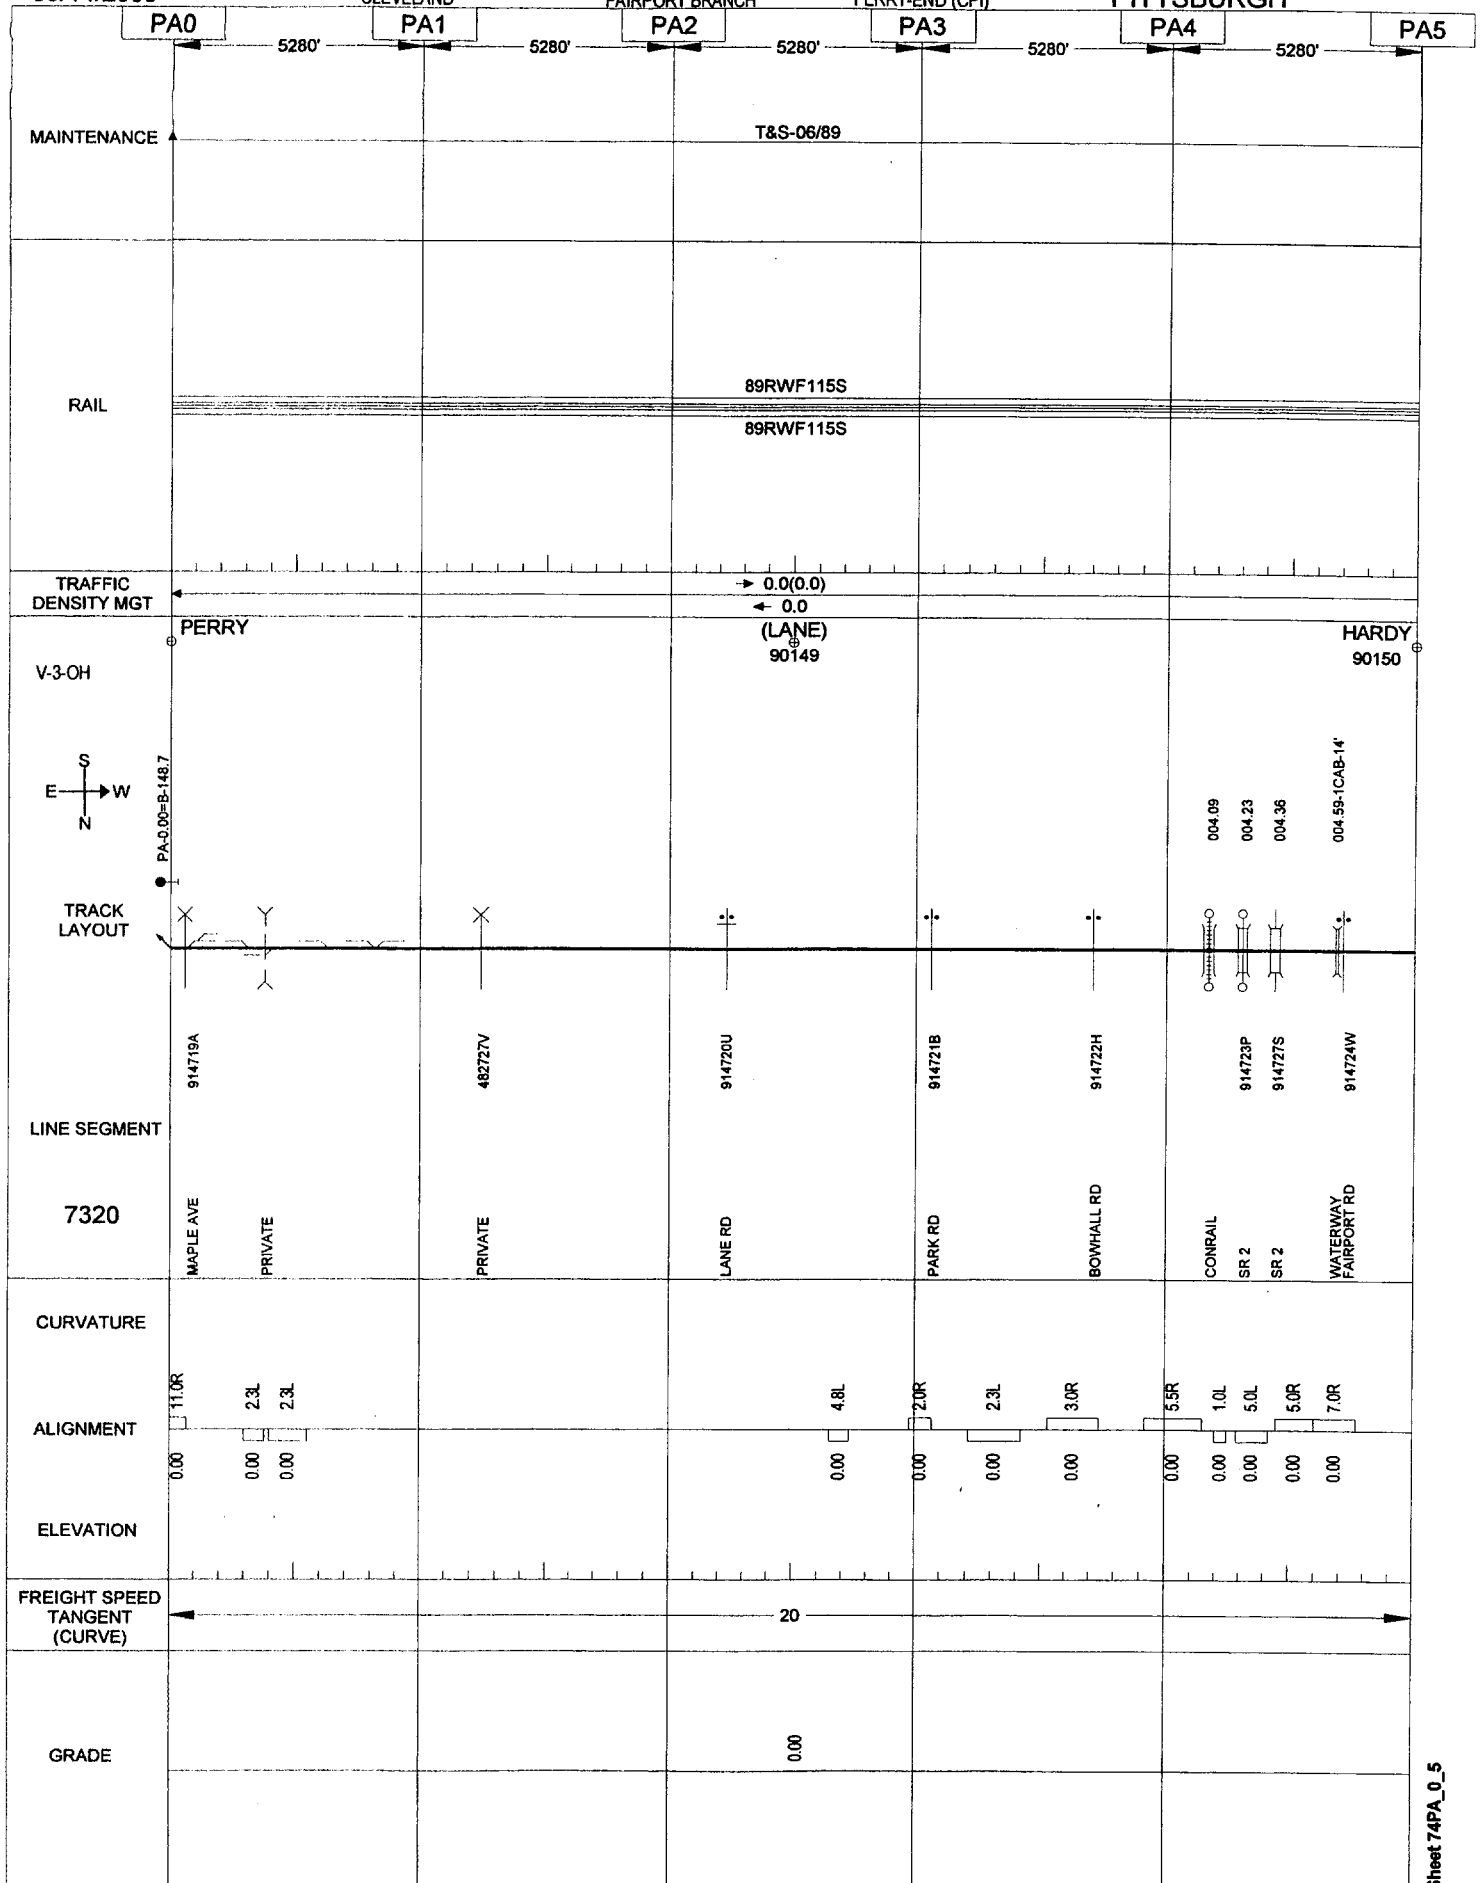 CLEVELAND FAIRPORT BRANCH PERRY-END (CPI) PITTSBURGH
PA0 PA1 PA2 PA3 PA4 PA5
5280' 5280' 5280' 5280' 5280'
MAINTENANCE
T&S-06/89
RAIL
89RWF115S
89RWF115S
TRAFFIC
DENSITY MGT
0.0(0.0)
0.0
PERRY
(LANE)
90149
HARDY
90150
V-3-OH
S
E W
N
PA-0.00=B-148.7
004.09
004.23
004.36
004.59-1CAB-14'
TRACK
LAYOUT
914719A
482727V
914720U
914721B
914722H
914723P
914727S
914724W
LINE SEGMENT
7320
MAPLE AVE
PRIVATE
PRIVATE
LANE RD
PARK RD
BOWHALL RD
CONRAIL
SR 2
SR 2
WATERWAY
FAIRPORT RD
CURVATURE
11.0R 2.3L 2.3L 4.8L 2.0R 2.3L 3.0R 5.5R 1.0L 5.0L 5.0R 7.0R
ALIGNMENT
0.00 0.00 0.00 0.00 0.00 0.00 0.00 0.00 0.00 0.00 0.00 0.00
ELEVATION
FREIGHT SPEED
TANGENT
(CURVE)
20
GRADE
0.00
Sheet 74PA_0_5